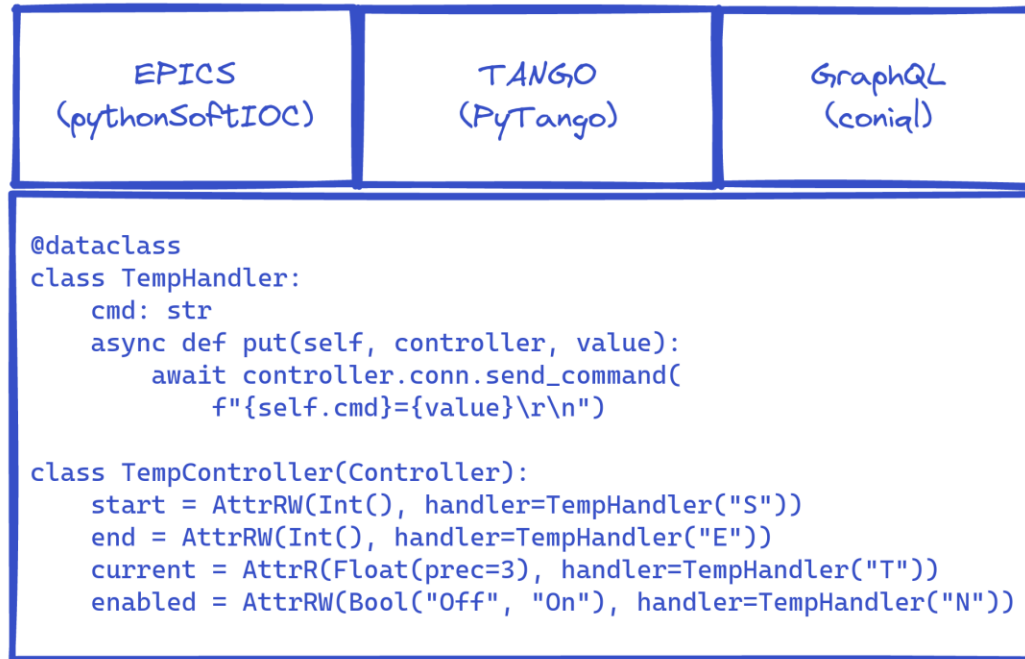 EPICS
(pythonSoftIOC)
TANGO
(PyTango)
GraphQL
(coniql)
@dataclass
class TempHandler:
    cmd: str
    async def put(self, controller, value):
        await controller.conn.send_command(
            f"{self.cmd}={value}\r\n")
class TempController(Controller):
    start = AttrRW(Int(), handler=TempHandler("S"))
    end = AttrRW(Int(), handler=TempHandler("E"))
    current = AttrR(Float(prec=3), handler=TempHandler("T"))
    enabled = AttrRW(Bool("Off", "On"), handler=TempHandler("N"))